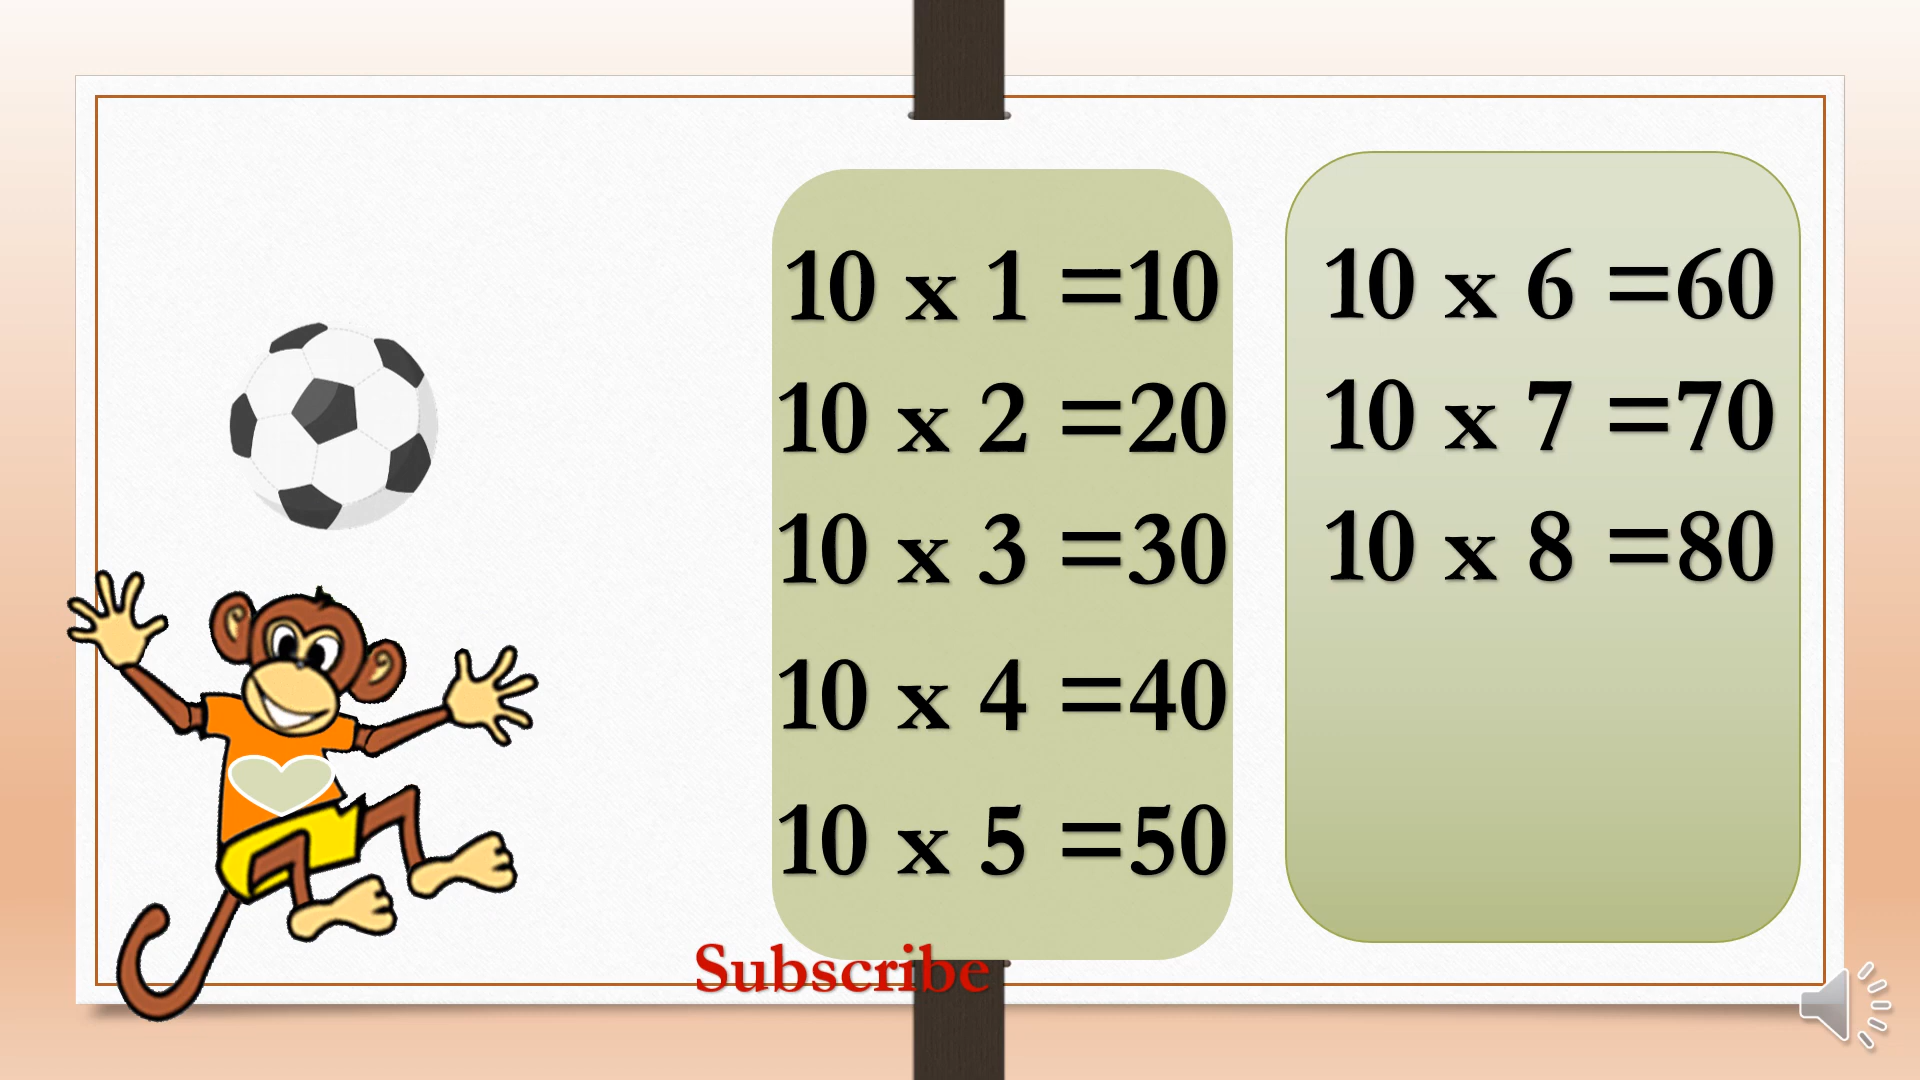 10 x 1 =10
10 x 2 =20
10 x 3 =30
10 x 4 =40
10 x 5 =50
10 x 6 =60
10 x 7 =70
10 x 8 =80
Subscribe